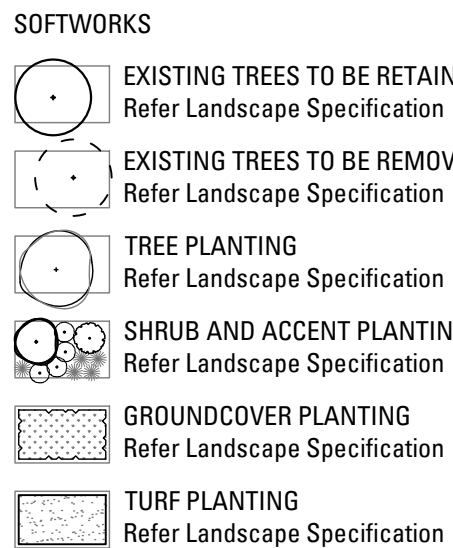 SOFTWORKS
EXISTING TREES TO BE RETAIN
Refer Landscape Specification
EXISTING TREES TO BE REMOV
Refer Landscape Specification
TREE PLANTING
Refer Landscape Specification
SHRUB AND ACCENT PLANTIN
Refer Landscape Specification
GROUNDCOVER PLANTING
Refer Landscape Specification
TURF PLANTING
Refer Landscape Specification